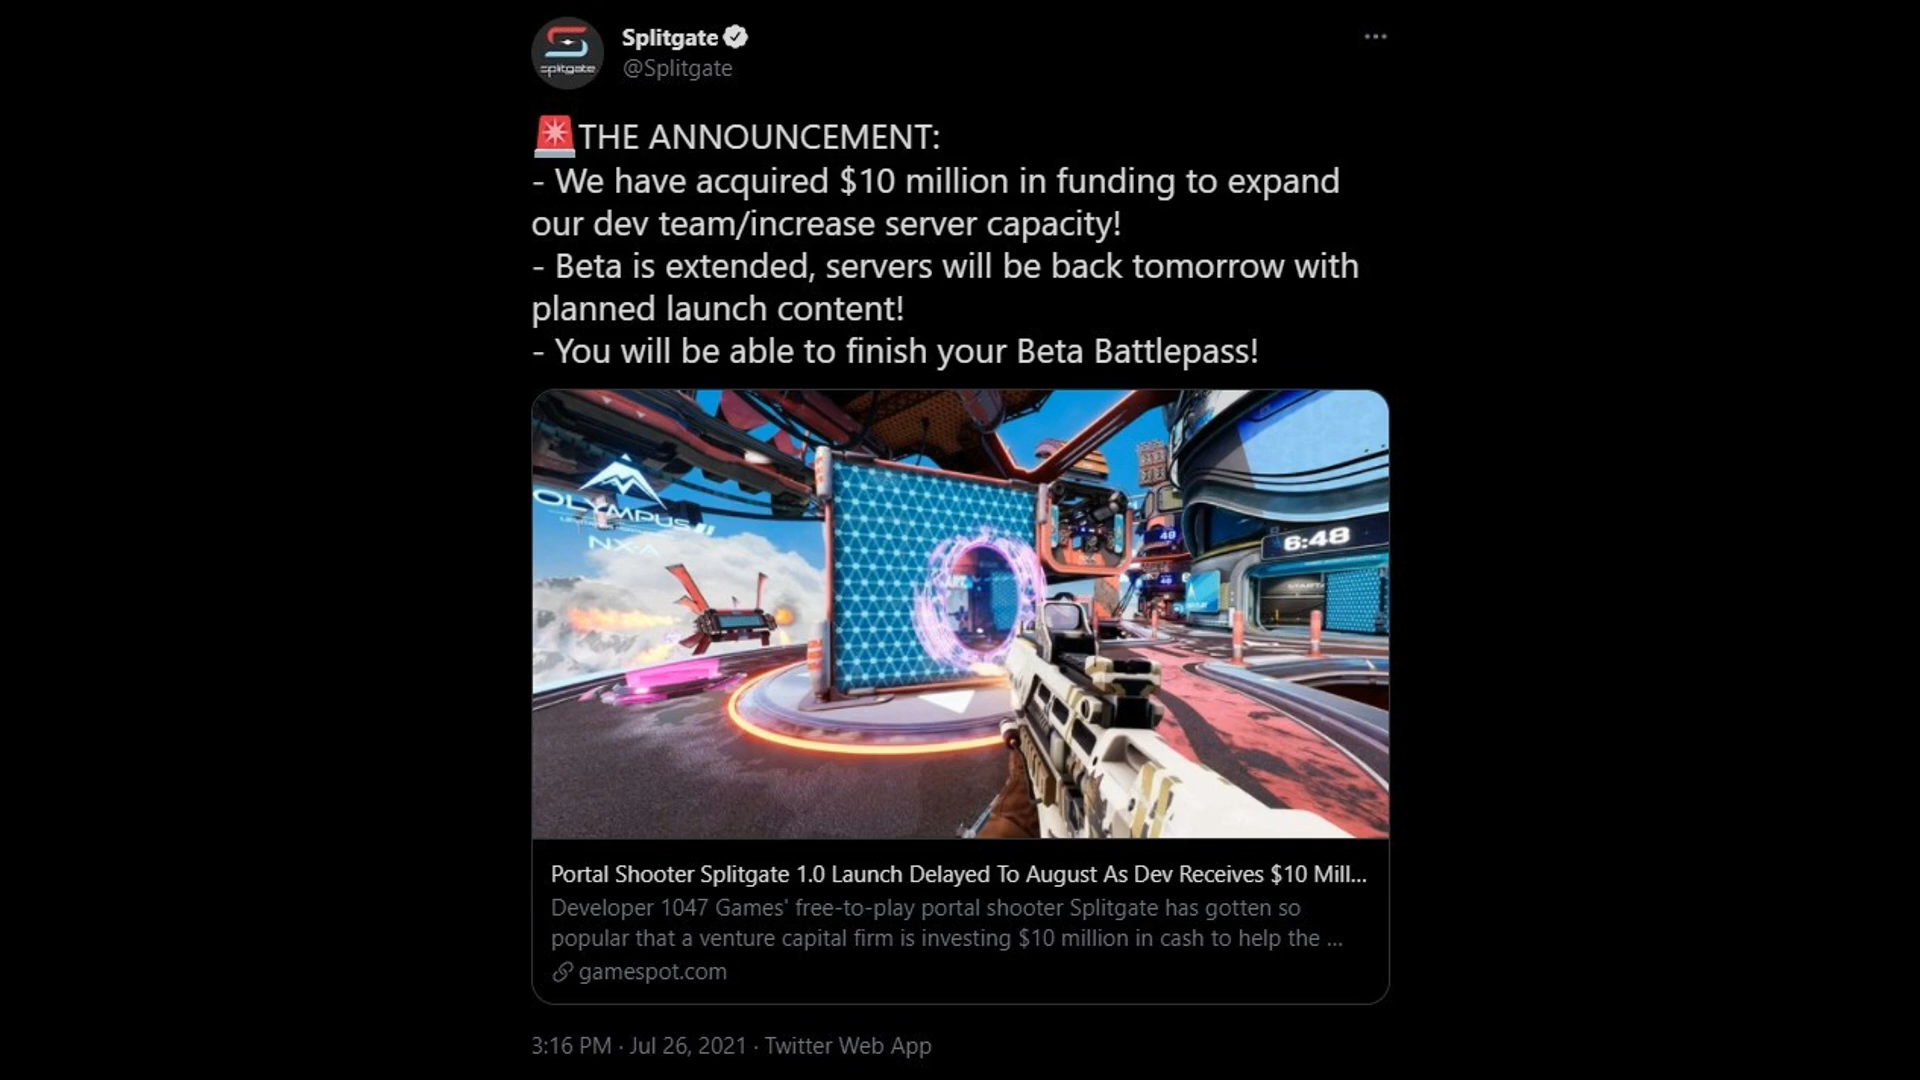 Splitgate
@Splitgate
splitgate
THE ANNOUNCEMENT:
- We have acquired $10 million in funding to expand
our dev team/increase server capacity!
- Beta is extended, servers will be back tomorrow with
planned launch content!
- You will be able to finish your Beta Battlepass!
OLYMPUS
NX-A
48
48
6:48
Portal Shooter Splitgate 1.0 Launch Delayed To August As Dev Receives $10 Mill...
Developer 1047 Games' free-to-play portal shooter Splitgate has gotten so
popular that a venture capital firm is investing $10 million in cash to help the ...
gamespot.com
3:16 PM · Jul 26, 2021 · Twitter Web App